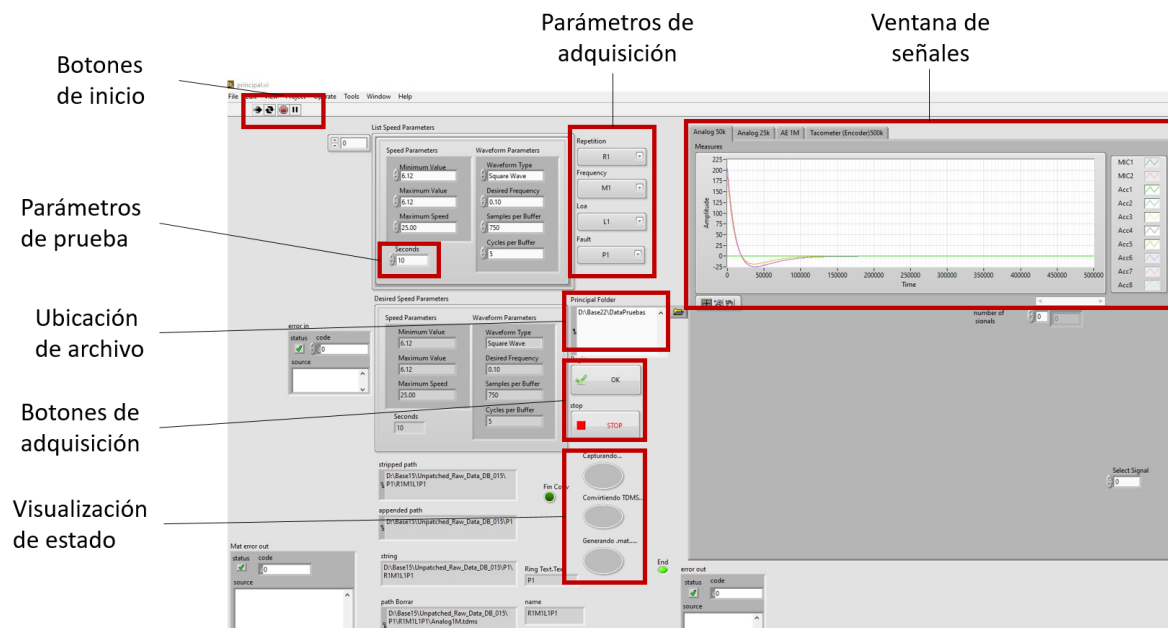 Parámetros de
adquisición
Ventana de
señales
Botones
de inicio
Parámetros
de prueba
Ubicación
de archivo
Botones de
adquisición
Visualización
de estado
principal.vi
File Edit View Project Operate Tools Window Help
List Speed Parameters
0
Speed Parameters
Minimum Value
6.12
Maximum Value
6.12
Maximum Speed
25.00
Seconds
10
Waveform Parameters
Waveform Type
Square Wave
Desired Frequency
0.10
Samples per Buffer
750
Cycles per Buffer
5
Repetition
R1
Frequency
M1
Loa
L1
Fault
P1
Analog 50k Analog 25k AE 1M Tacometer (Encoder)500k
Measures
Amplitude
225
200
175
150
125
100
75
50
25
0
-25
0 50000 100000 150000 200000 250000 300000 350000 400000 450000 500000
Time
MIC1
MIC2
Acc1
Acc2
Acc3
Acc4
Acc5
Acc6
Acc7
Acc8
number of
signals
0 0
Select Signal
0
Desired Speed Parameters
Speed Parameters
Minimum Value
6.12
Maximum Value
6.12
Maximum Speed
25.00
Seconds
10
Waveform Parameters
Waveform Type
Square Wave
Desired Frequency
0.10
Samples per Buffer
750
Cycles per Buffer
5
Principal Folder
D:\Base22\DataPruebas
OK
stop
STOP
error in
status code
0
source
Capturando...
Convirtiendo TDMS...
Generando .mat.....
stripped path
D:\Base15\Unpatched_Raw_Data_DB_015\
P1\R1M1L1P1
Fin Conv
appended path
D:\Base15\Unpatched_Raw_Data_DB_015\P1
string
D:\Base15\Unpatched_Raw_Data_DB_015\P1\
R1M1L1P1
Ring Text.Text
P1
End
path Borrar
D:\Base15\Unpatched_Raw_Data_DB_015\
P1\R1M1L1P1\Analog1M.tdms
name
R1M1L1P1
Mat error out
status code
0
source
error out
status code
0
source